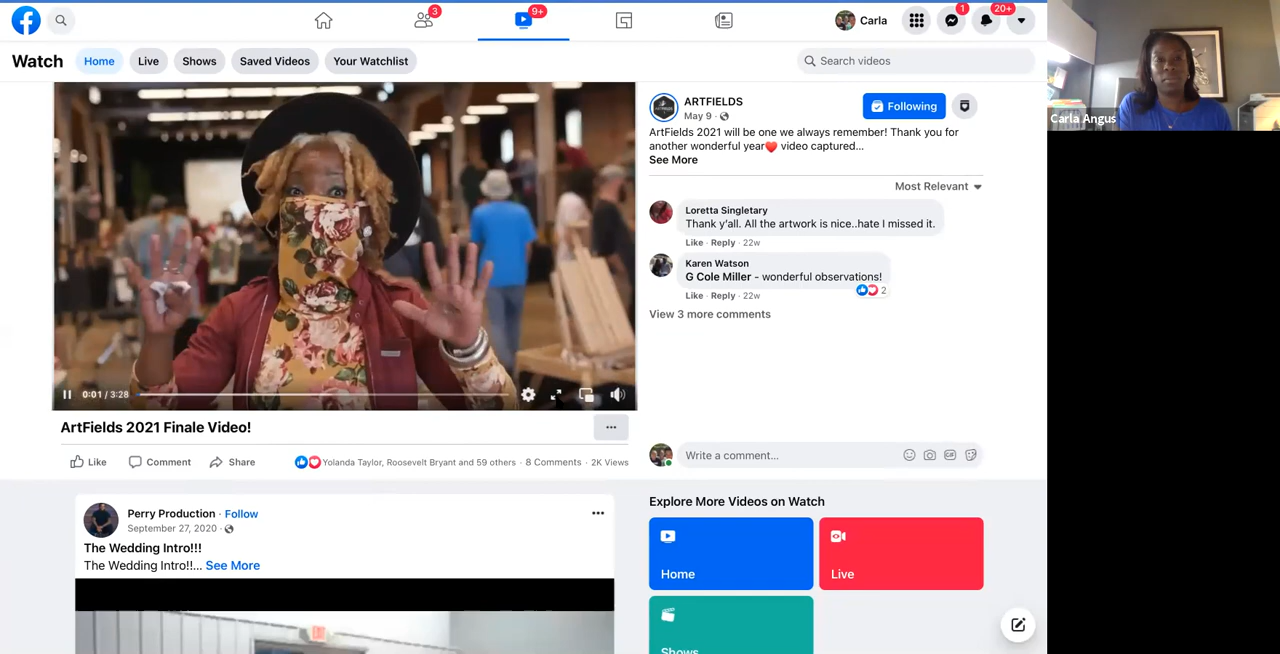 3
9+
Carla
1
20+
Watch
Home
Live
Shows
Saved Videos
Your Watchlist
Search videos
Carla Angus
0:01 / 3:28
ARTFIELDS
May 9 ·
Following
ArtFields 2021 will be one we always remember! Thank you for
another wonderful year video captured...
See More
Most Relevant
Loretta Singletary
Thank y'all. All the artwork is nice..hate I missed it.
Like · Reply · 22w
Karen Watson
G Cole Miller - wonderful observations!
2
Like · Reply · 22w
View 3 more comments
ArtFields 2021 Finale Video!
...
Like
Comment
Share
Yolanda Taylor, Roosevelt Bryant and 59 others · 8 Comments · 2K Views
Write a comment...
GIF
Perry Production · Follow
September 27, 2020 ·
The Wedding Intro!!!
The Wedding Intro!!... See More
Explore More Videos on Watch
Home
Live
Shows